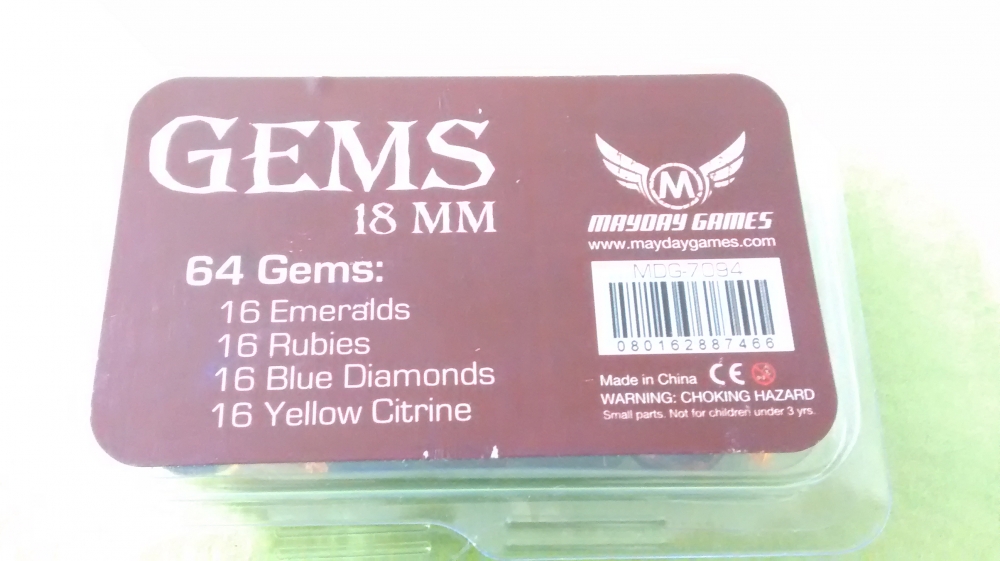 GEMS
18 MM
64 Gems:
16 Emeralds
16 Rubies
16 Blue Diamonds
16 Yellow Citrine
M
MAYDAY GAMES
www.maydaygames.com
MDG-7094
080162887466
Made in China CE
WARNING: CHOKING HAZARD
Small parts. Not for children under 3 yrs.